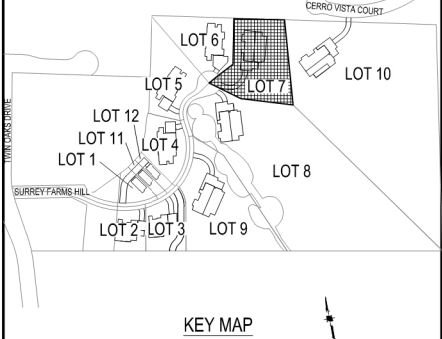 CERRO VISTA COURT
LOT 6
LOT 10
LOT 5
LOT 7
TWIN OAKS DRIVE
LOT 12
LOT 11
LOT 4
LOT 1
LOT 8
SURREY FARMS HILL
LOT 2
LOT 3
LOT 9
KEY MAP